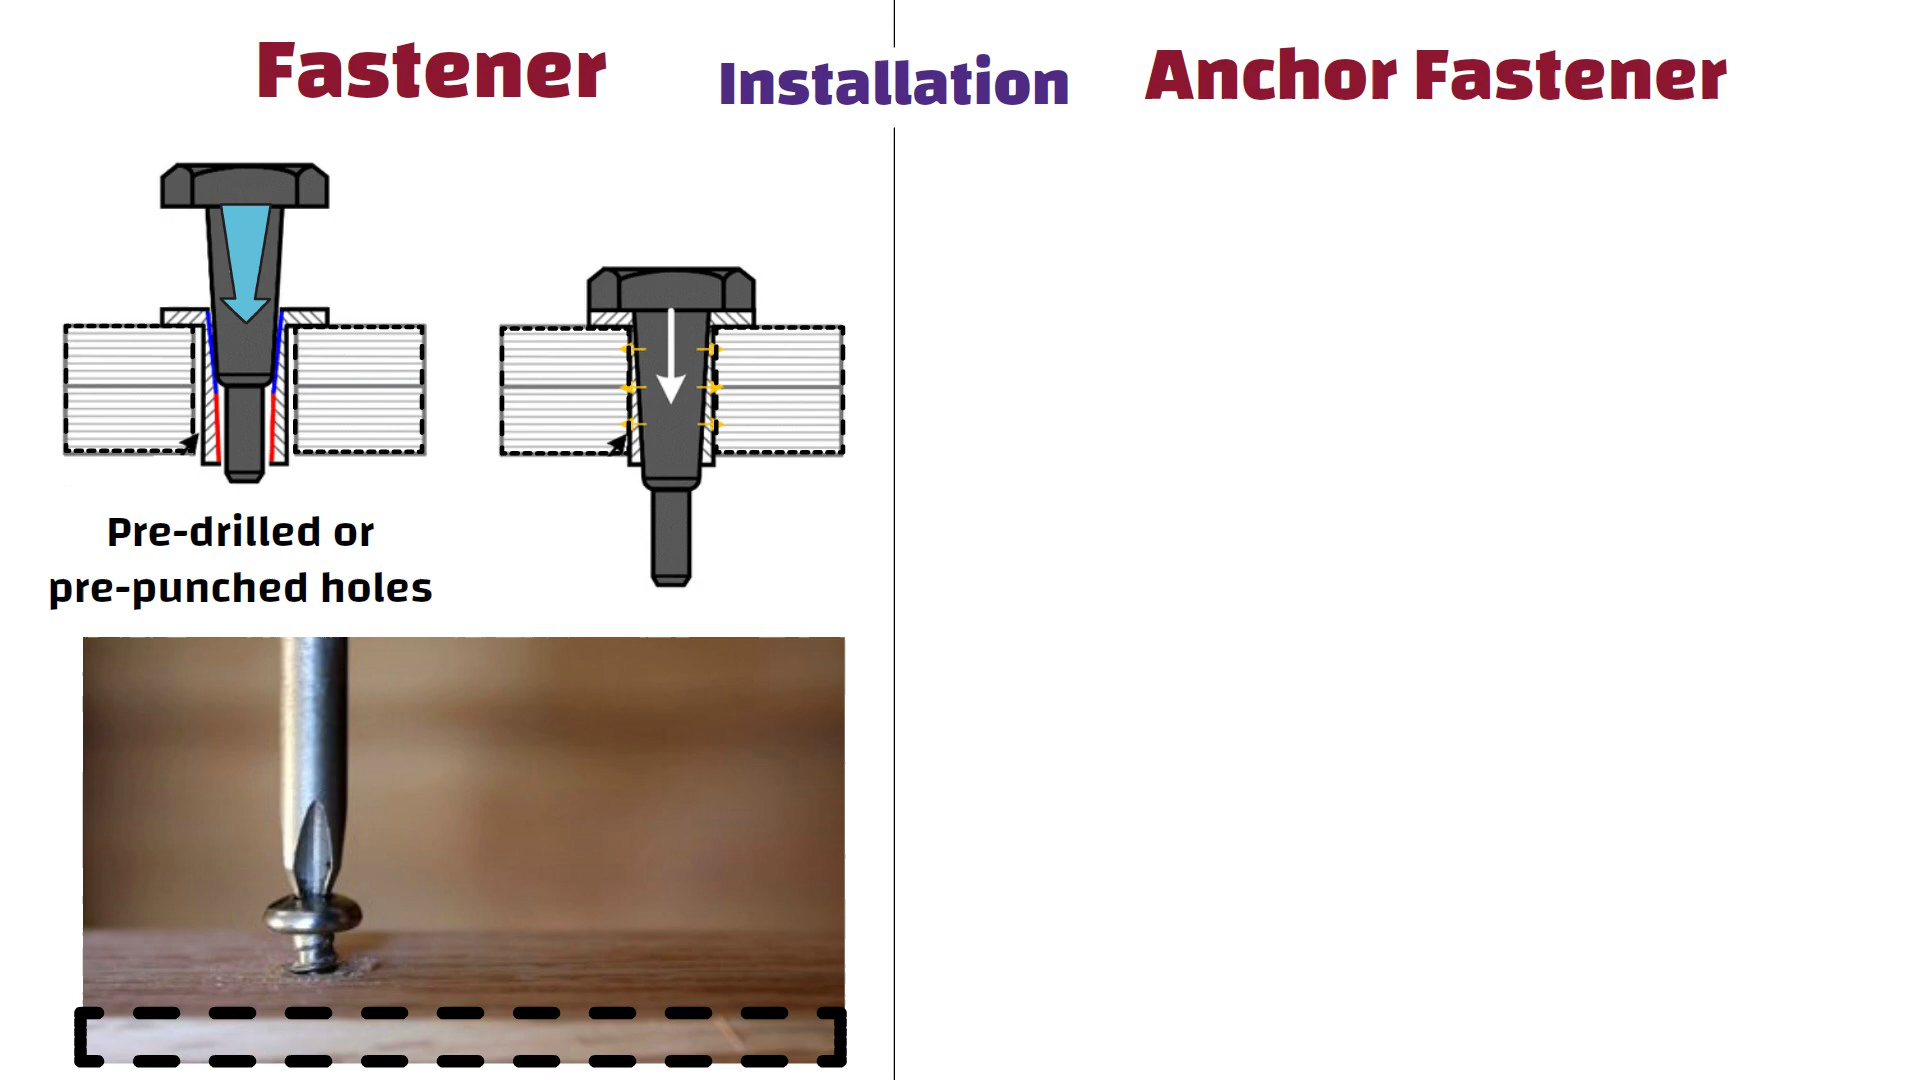 Fastener
Installation
Anchor Fastener
Pre-drilled or
pre-punched holes